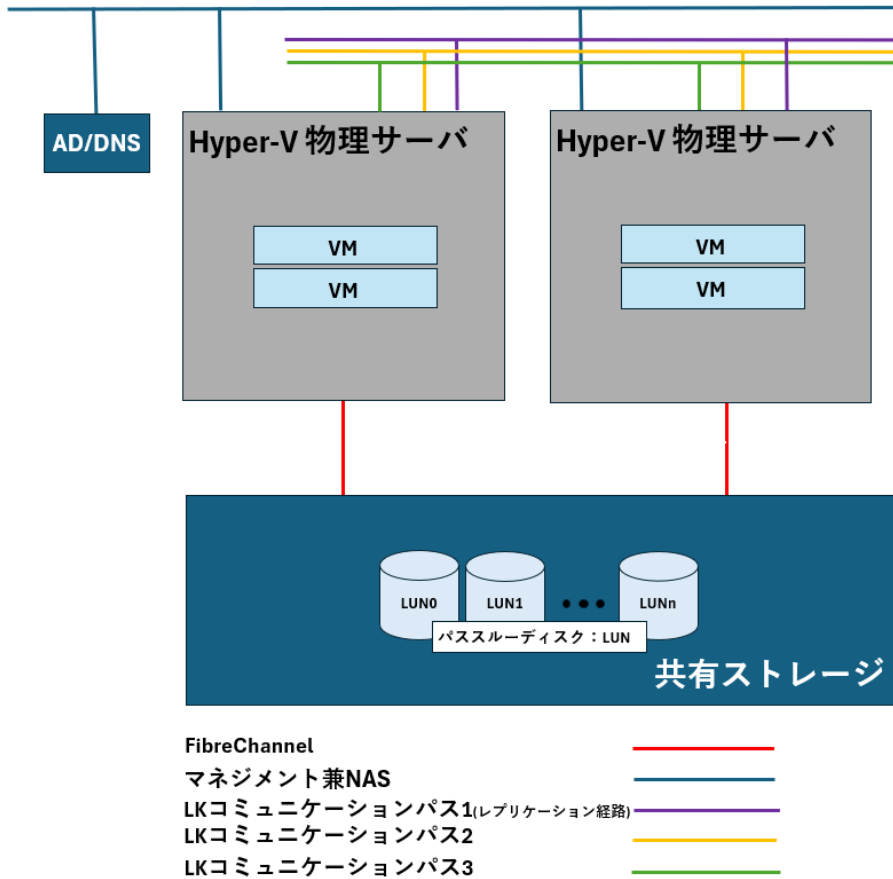 AD/DNS
Hyper-V 物理サーバ
VM
VM
Hyper-V 物理サーバ
VM
VM
LUN0
LUN1
•••
LUNn
パススルーディスク：LUN
共有ストレージ
FibreChannel
マネジメント兼NAS
LKコミュニケーションパス1(レプリケーション経路)
LKコミュニケーションパス2
LKコミュニケーションパス3